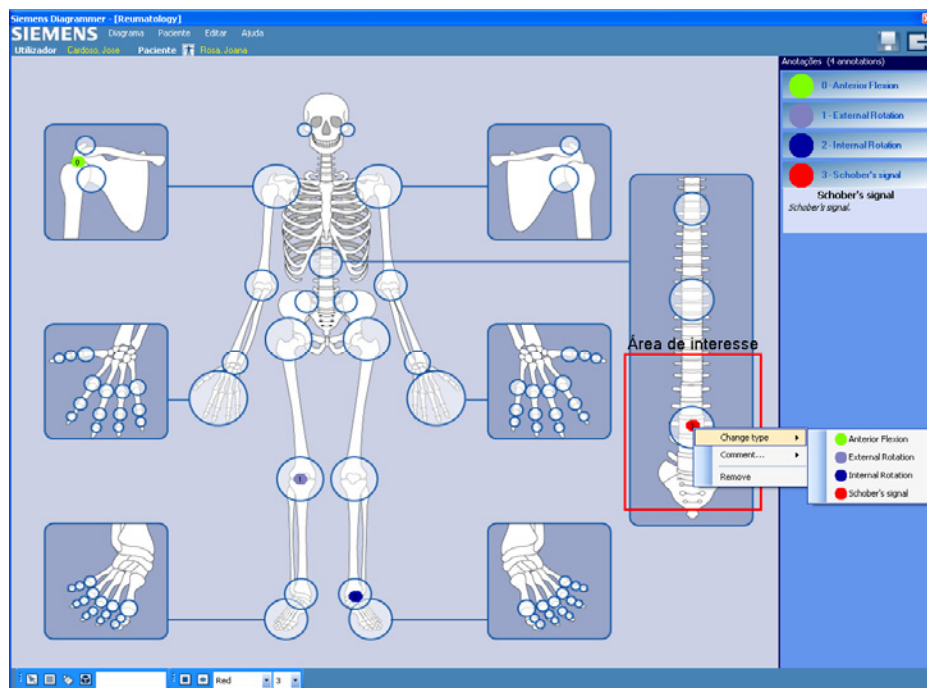 Siemens Diagrammer - [Reumatology]
SIEMENS Diagrama Paciente Editar Ajuda
Utilizador Cardoso, Jose Paciente Rosa, Joana
Anotações (4 annotations)
0 - Anterior Flexion
1 - External Rotation
2 - Internal Rotation
3 - Schober's signal
Schober's signal
Schober's signal.
0
Área de interesse
Change type
Comment...
Remove
Anterior Flexion
External Rotation
Internal Rotation
Schober's signal
1
Red 3